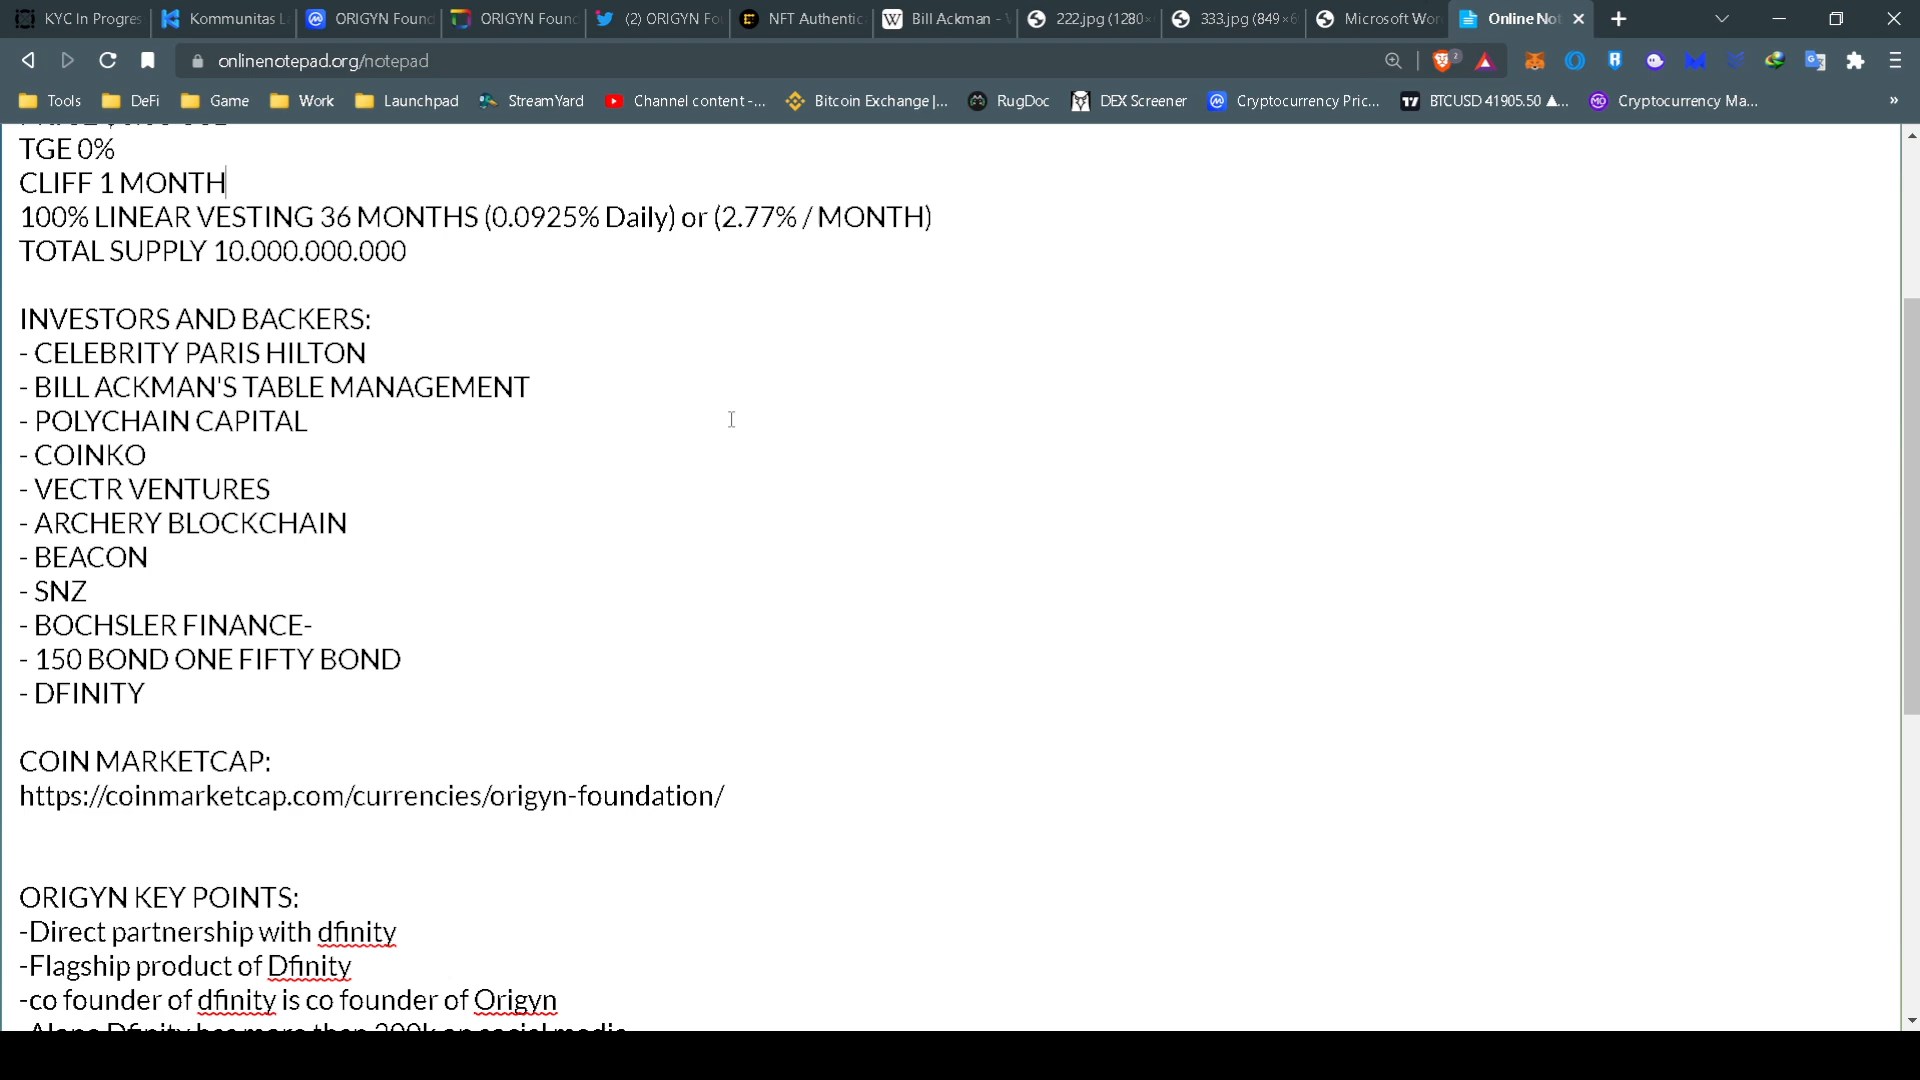 KYC In Progres
Kommunitas L
ORIGYN Found
ORIGYN Found
(2) ORIGYN Fo
NFT Authentic
Bill Ackman -
222.jpg (1280×
333.jpg (849×6
Microsoft Wor
Online Not
onlinenotepad.org/notepad
Tools
DeFi
Game
Work
Launchpad
StreamYard
Channel content -...
Bitcoin Exchange |...
RugDoc
DEX Screener
Cryptocurrency Pric...
BTCUSD 41905.50 ▲...
Cryptocurrency Ma...
TGE 0%
CLIFF 1 MONTH
100% LINEAR VESTING 36 MONTHS (0.0925% Daily) or (2.77% / MONTH)
TOTAL SUPPLY 10.000.000.000
INVESTORS AND BACKERS:
- CELEBRITY PARIS HILTON
- BILL ACKMAN'S TABLE MANAGEMENT
- POLYCHAIN CAPITAL
- COINKO
- VECTR VENTURES
- ARCHERY BLOCKCHAIN
- BEACON
- SNZ
- BOCHSLER FINANCE-
- 150 BOND ONE FIFTY BOND
- DFINITY
COIN MARKETCAP:
https://coinmarketcap.com/currencies/origyn-foundation/
ORIGYN KEY POINTS:
-Direct partnership with dfinity
-Flagship product of Dfinity
-co founder of dfinity is co founder of Origyn